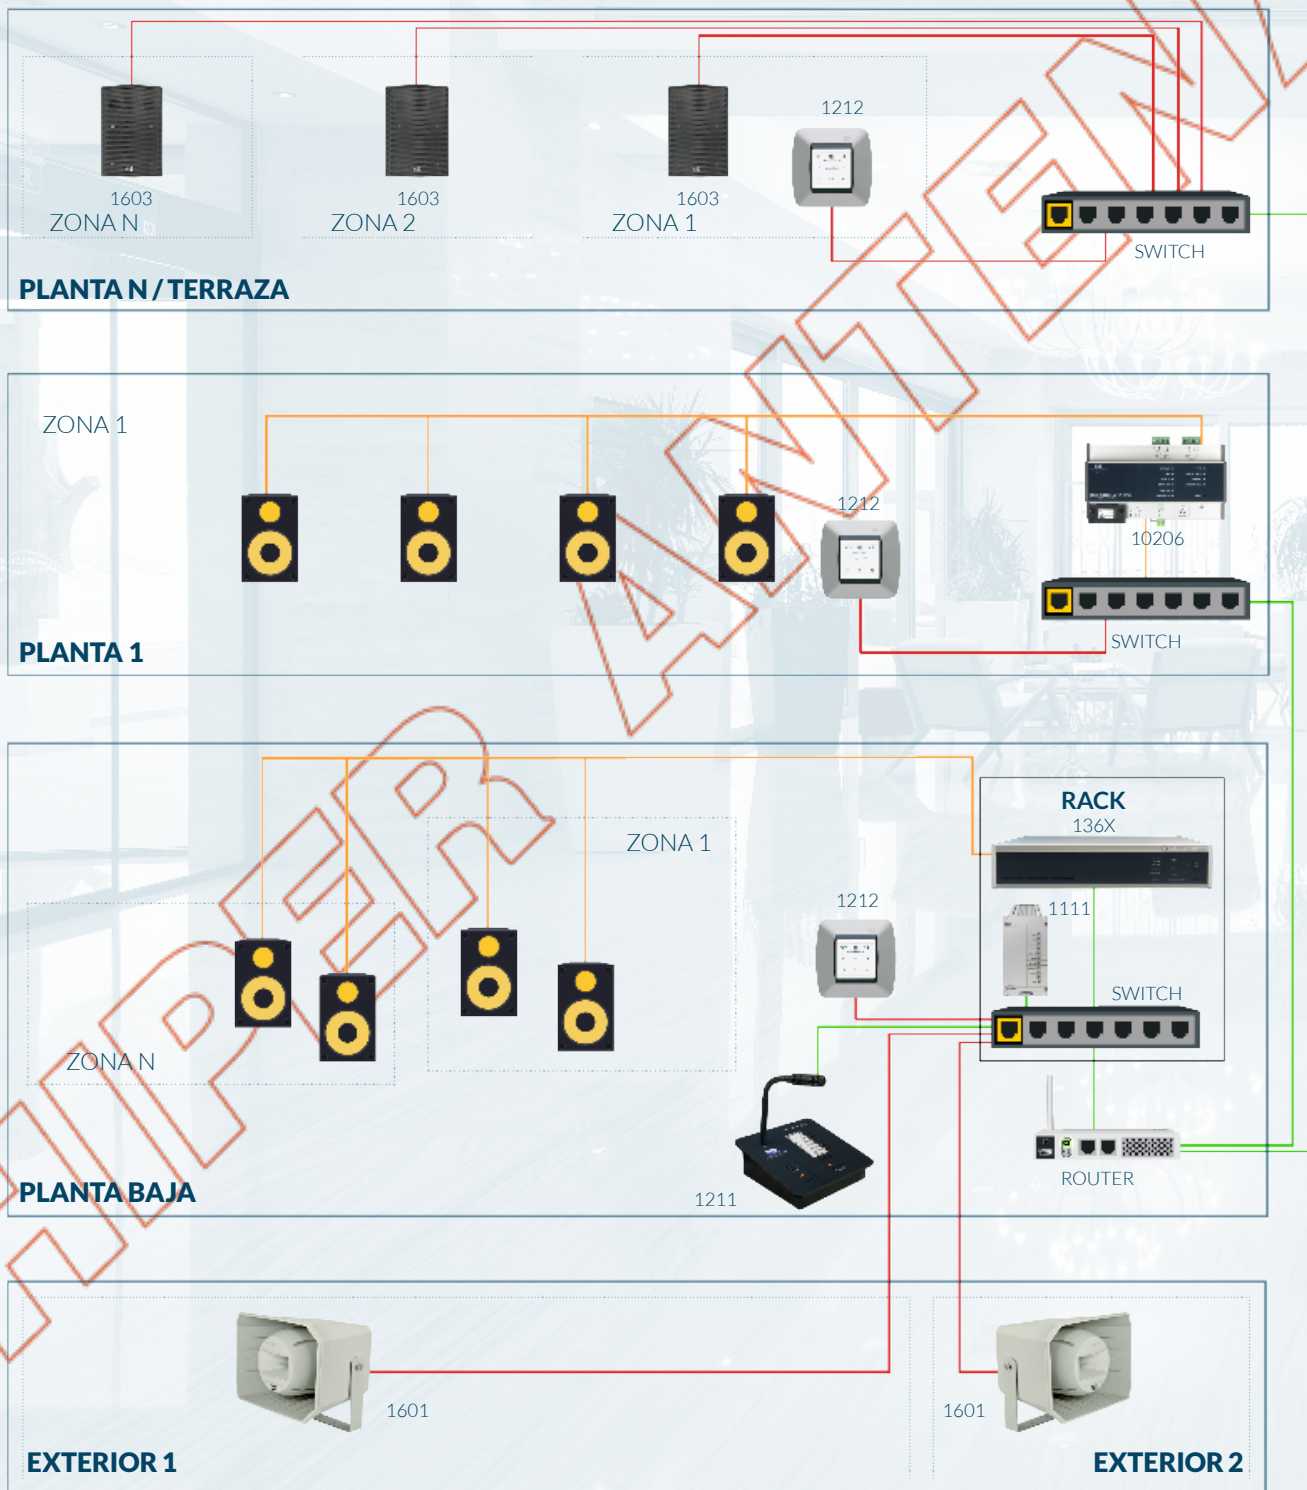 1212
1603
1603
1603
ZONA N
ZONA 2
ZONA 1
SWITCH
PLANTA N / TERRAZA
ZONA 1
1212
10206
SWITCH
PLANTA 1
RACK
136X
ZONA 1
1212
1111
SWITCH
ZONA N
ROUTER
1211
PLANTA BAJA
1601
1601
EXTERIOR 1
EXTERIOR 2